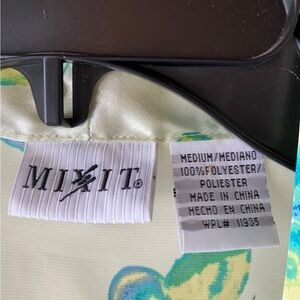 MIXIT®
MEDIUM/MEDIANO
100% POLYESTER/
POLIESTER
MADE IN CHINA
HECHO EN CHINA
WPL# 11935